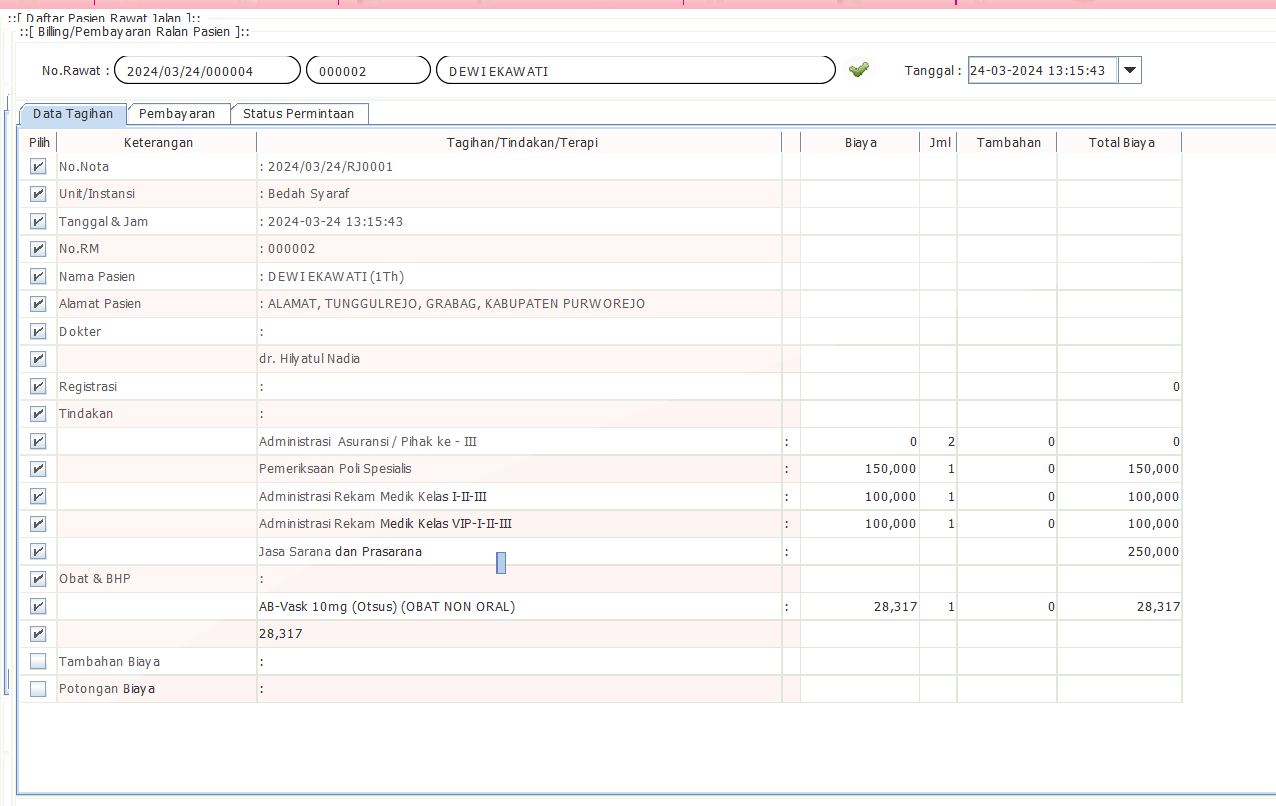 ::[ Daftar Pasien Rawat Jalan ]::
::[ Billing/Pembayaran Ralan Pasien ]::
No.Rawat : 2024/03/24/000004 000002 DEWI EKAWATI Tanggal : 24-03-2024 13:15:43
Data Tagihan Pembayaran Status Permintaan
Pilih Keterangan Tagihan/Tindakan/Terapi Biaya Jml Tambahan Total Biaya
No.Nota : 2024/03/24/RJ0001
Unit/Instansi : Bedah Syaraf
Tanggal & Jam : 2024-03-24 13:15:43
No.RM : 000002
Nama Pasien : DEWI EKAWATI (1Th)
Alamat Pasien : ALAMAT, TUNGGULREJO, GRABAG, KABUPATEN PURWOREJO
Dokter :
dr. Hilyatul Nadia
Registrasi : 0
Tindakan :
Administrasi Asuransi / Pihak ke - III : 0 2 0 0
Pemeriksaan Poli Spesialis : 150,000 1 0 150,000
Administrasi Rekam Medik Kelas I-II-III : 100,000 1 0 100,000
Administrasi Rekam Medik Kelas VIP-I-II-III : 100,000 1 0 100,000
Jasa Sarana dan Prasarana : 250,000
Obat & BHP :
AB-Vask 10mg (Otsus) (OBAT NON ORAL) : 28,317 1 0 28,317
28,317
Tambahan Biaya :
Potongan Biaya :